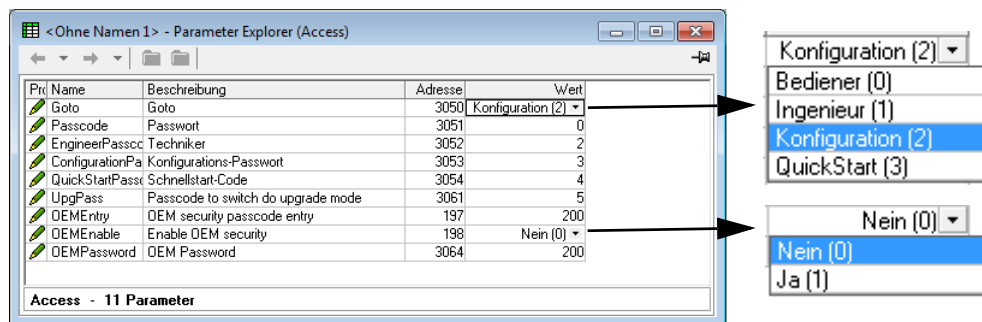 <Ohne Namen 1> - Parameter Explorer (Access)
Name Beschreibung Adresse Wert
Goto Goto 3050 Konfiguration (2)
Passcode Passwort 3051 0
EngineerPassco Techniker 3052 2
ConfigurationPa Konfigurations-Passwort 3053 3
QuickStartPassc Schnellstart-Code 3054 4
UpgPass Passcode to switch do upgrade mode 3061 5
OEMEntry OEM security passcode entry 197 200
OEMEnable Enable OEM security 198 Nein (0)
OEMPassword OEM Password 3064 200
Access - 11 Parameter
Konfiguration (2)
Bediener (0)
Ingenieur (1)
Konfiguration (2)
QuickStart (3)
Nein (0)
Nein (0)
Ja (1)